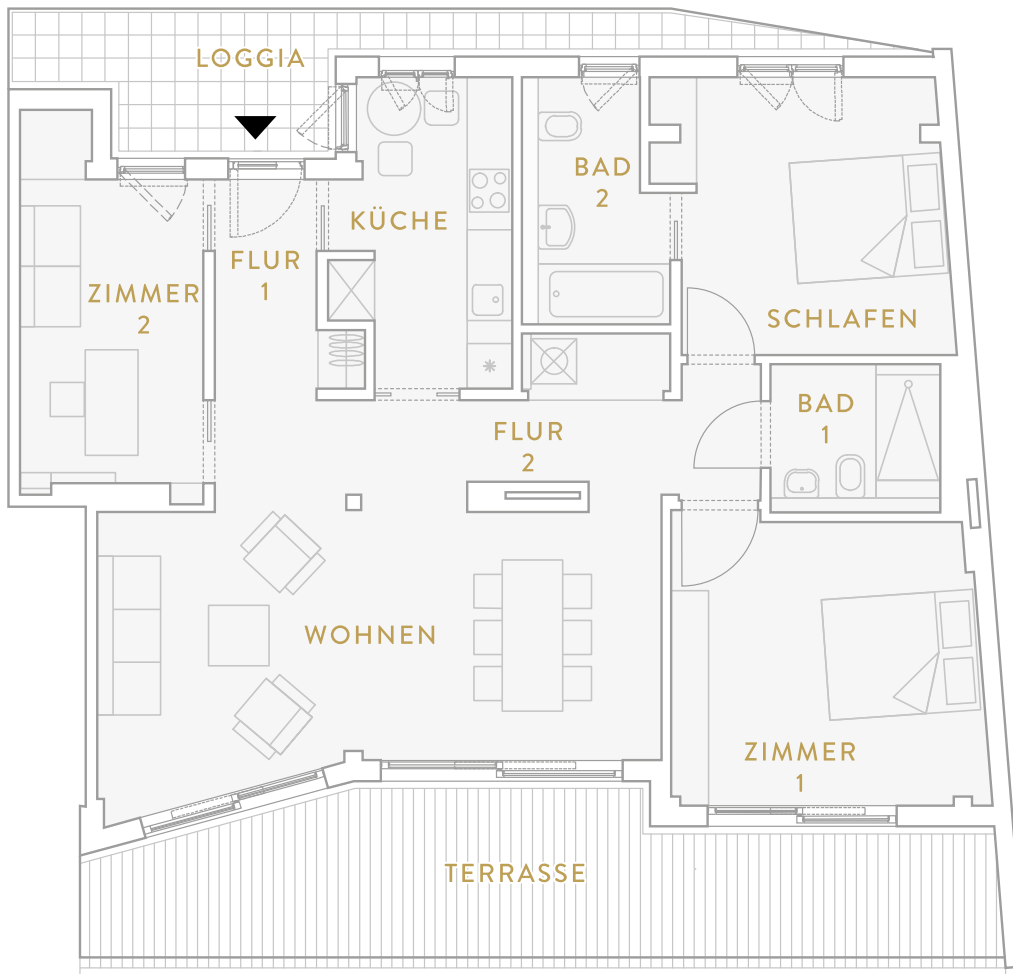 LOGGIA
BAD
2
KÜCHE
FLUR
1
ZIMMER
2
SCHLAFEN
BAD
1
FLUR
2
WOHNEN
ZIMMER
1
TERRASSE